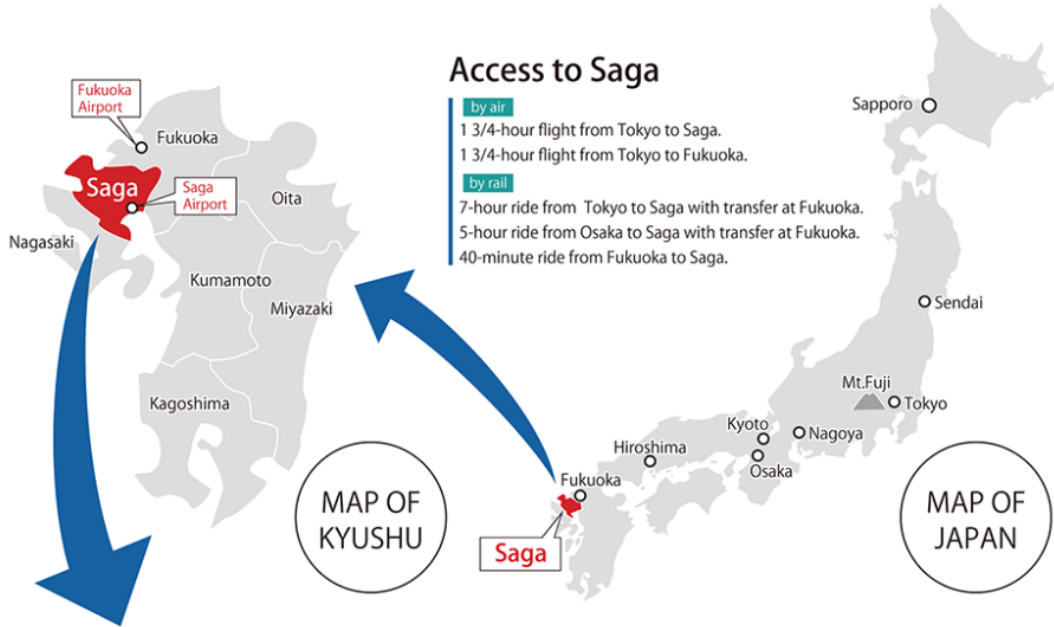 Access to Saga
by air
1 3/4-hour flight from Tokyo to Saga.
1 3/4-hour flight from Tokyo to Fukuoka.
by rail
7-hour ride from Tokyo to Saga with transfer at Fukuoka.
5-hour ride from Osaka to Saga with transfer at Fukuoka.
40-minute ride from Fukuoka to Saga.
Fukuoka
Airport
Fukuoka
Saga
Saga
Airport
Oita
Nagasaki
Kumamoto
Miyazaki
Kagoshima
MAP OF
KYUSHU
Sapporo
Sendai
Mt.Fuji
Tokyo
Kyoto
Nagoya
Hiroshima
Osaka
Fukuoka
Saga
MAP OF
JAPAN